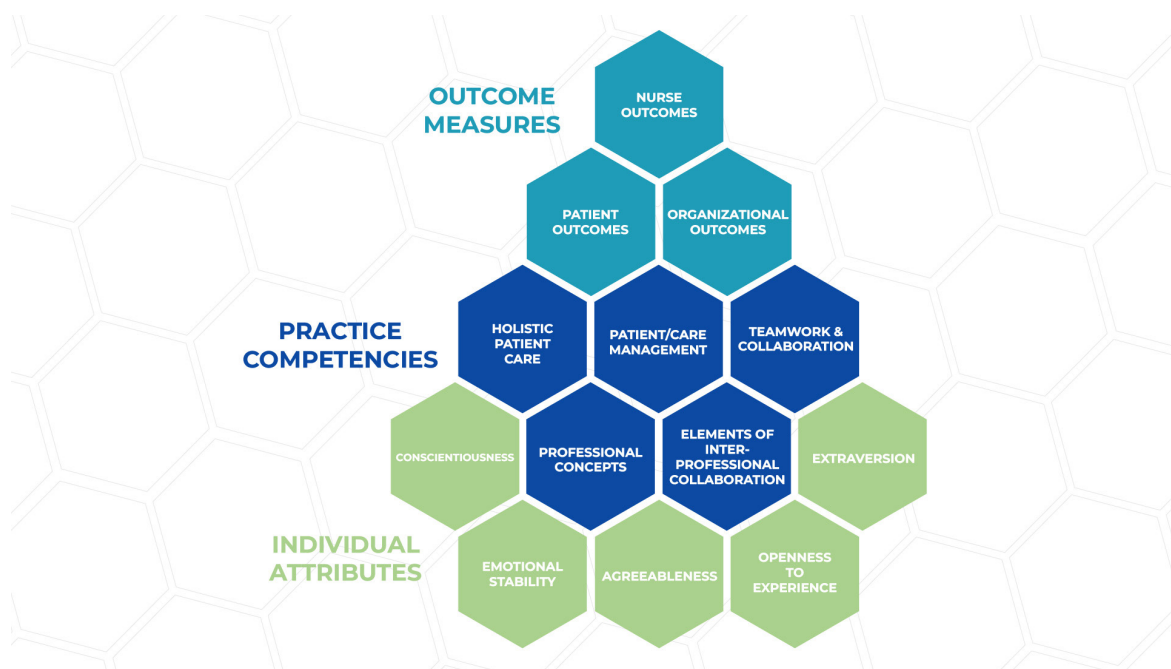 OUTCOME
MEASURES
NURSE
OUTCOMES
PATIENT
OUTCOMES
ORGANIZATIONAL
OUTCOMES
PRACTICE
COMPETENCIES
HOLISTIC
PATIENT
CARE
PATIENT/CARE
MANAGEMENT
TEAMWORK &
COLLABORATION
CONSCIENTIOUSNESS
PROFESSIONAL
CONCEPTS
ELEMENTS OF
INTER-
PROFESSIONAL
COLLABORATION
EXTRAVERSION
INDIVIDUAL
ATTRIBUTES
EMOTIONAL
STABILITY
AGREEABLENESS
OPENNESS
TO
EXPERIENCE